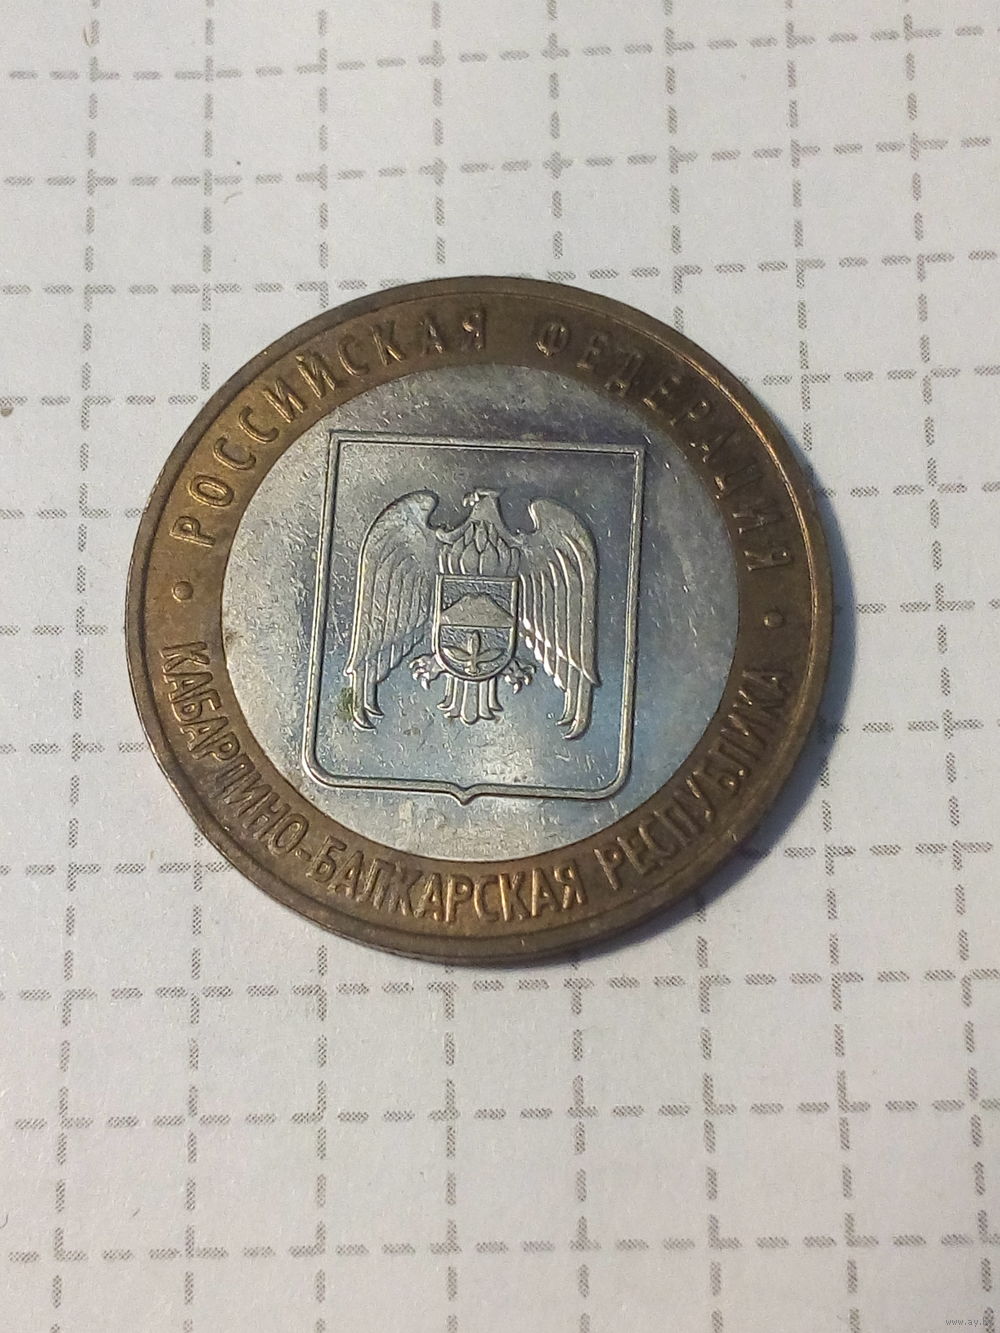 РОССИЙСКАЯ ФЕДЕРАЦИЯ
КАБАРДИНО-БАЛКАРСКАЯ РЕСПУБЛИКА